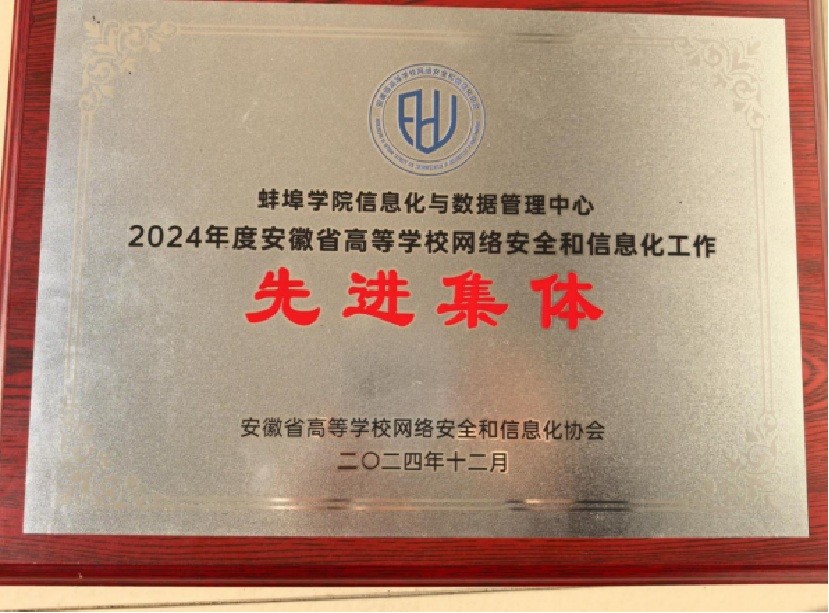 蚌埠学院信息化与数据管理中心
2024年度安徽省高等学校网络安全和信息化工作
先进集体
安徽省高等学校网络安全和信息化协会
二〇二四年十二月